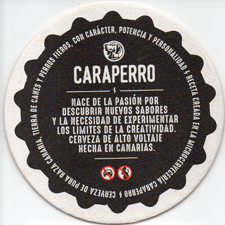 CON CARÁCTER, POTENCIA Y PERSONALIDAD
RECETA CREADA EN LA MICROCERVECERÍA CARAPERRO
CERVEZA DE PURA RAZA CANARIA, TIERRA DE CANES Y PERROS FIEROS,
CARAPERRO
NACE DE LA PASIÓN POR
DESCUBRIR NUEVOS SABORES
Y LA NECESIDAD DE EXPERIMENTAR
LOS LÍMITES DE LA CREATIVIDAD.
CERVEZA DE ALTO VOLTAJE
HECHA EN CANARIAS.